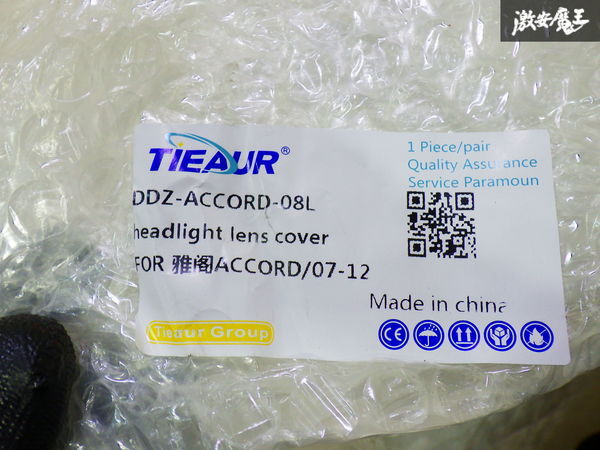 激安魔王
TIEAUR®
1 Piece/pair
Quality Assurance
Service Paramoun
DDZ-ACCORD-08L
headlight lens cover
FOR 雅阁ACCORD/07-12
Made in china
Tieaur Group
CE